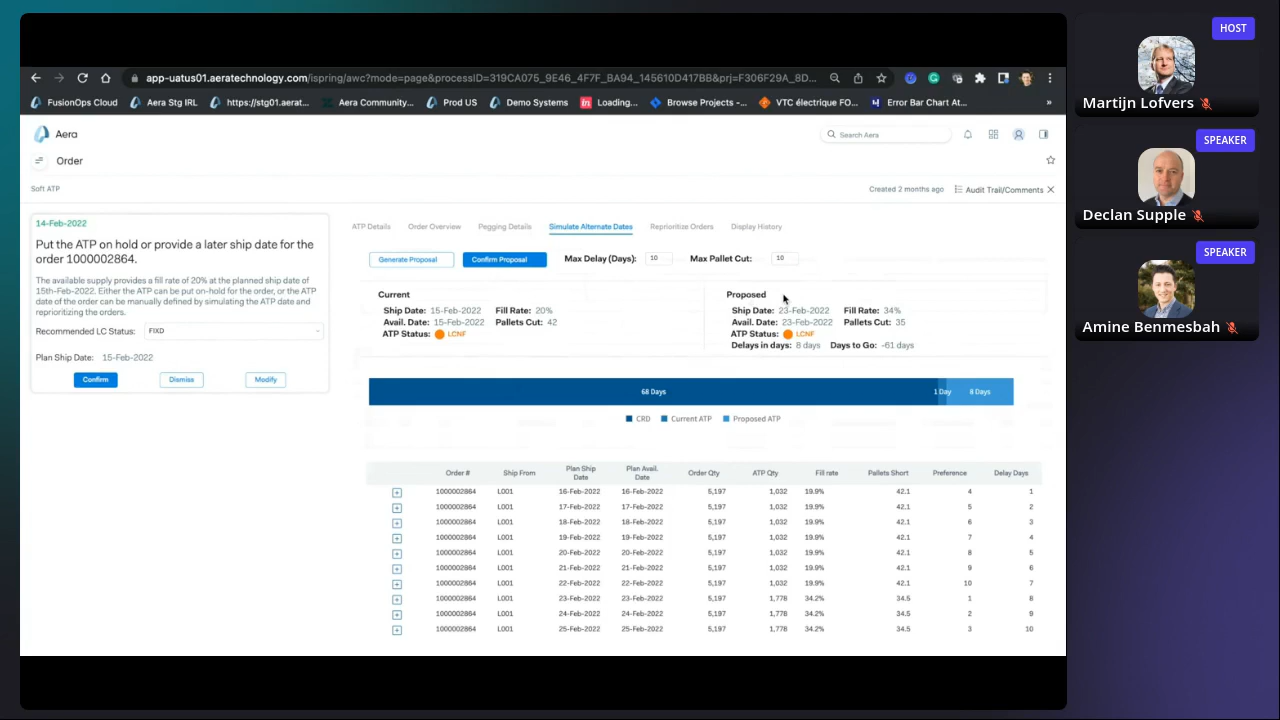 app-uatus01.aeratechnology.com/ispring/awc?mode=page&processID=319CA075_9E46_4F7F_BA94_145610D417BB&prj=F306F29A_8D...
FusionOps Cloud Aera Stg IRL https://stg01.aerat... Aera Community... Prod US Demo Systems Loading... Browse Projects -... VTC électrique FO... Error Bar Chart At... »
Aera Search Aera
Order
Soft ATP Created 2 months ago Audit Trail/Comments
14-Feb-2022
Put the ATP on hold or provide a later ship date for the
order 1000002864.
The available supply provides a fill rate of 20% at the planned ship date of
15th-Feb-2022. Either the ATP can be put on-hold for the order, or the ATP
date of the order can be manually defined by simulating the ATP date and
reprioritizing the orders.
Recommended LC Status: FIXD
Plan Ship Date: 15-Feb-2022
Confirm Dismiss Modify
ATP Details Order Overview Pegging Details Simulate Alternate Dates Reprioritize Orders Display History
Generate Proposal Confirm Proposal Max Delay (Days): 10 Max Pallet Cut: 10
Current
Ship Date: 15-Feb-2022 Fill Rate: 20%
Avail. Date: 15-Feb-2022 Pallets Cut: 42
ATP Status: LCNF
Proposed
Ship Date: 23-Feb-2022 Fill Rate: 34%
Avail. Date: 23-Feb-2022 Pallets Cut: 35
ATP Status: LCNF
Delays in days: 8 days Days to Go: -61 days
68 Days 1 Day 8 Days
CRD Current ATP Proposed ATP
Order # Ship From Plan Ship Date Plan Avail. Date Order Qty ATP Qty Fill rate Pallets Short Preference Delay Days
1000002864 L001 16-Feb-2022 16-Feb-2022 5,197 1,032 19.9% 42.1 4 1
1000002864 L001 17-Feb-2022 17-Feb-2022 5,197 1,032 19.9% 42.1 5 2
1000002864 L001 18-Feb-2022 18-Feb-2022 5,197 1,032 19.9% 42.1 6 3
1000002864 L001 19-Feb-2022 19-Feb-2022 5,197 1,032 19.9% 42.1 7 4
1000002864 L001 20-Feb-2022 20-Feb-2022 5,197 1,032 19.9% 42.1 8 5
1000002864 L001 21-Feb-2022 21-Feb-2022 5,197 1,032 19.9% 42.1 9 6
1000002864 L001 22-Feb-2022 22-Feb-2022 5,197 1,032 19.9% 42.1 10 7
1000002864 L001 23-Feb-2022 23-Feb-2022 5,197 1,778 34.2% 34.5 1 8
1000002864 L001 24-Feb-2022 24-Feb-2022 5,197 1,778 34.2% 34.5 2 9
1000002864 L001 25-Feb-2022 25-Feb-2022 5,197 1,778 34.2% 34.5 3 10
HOST
Martijn Lofvers
SPEAKER
Declan Supple
SPEAKER
Amine Benmesbah